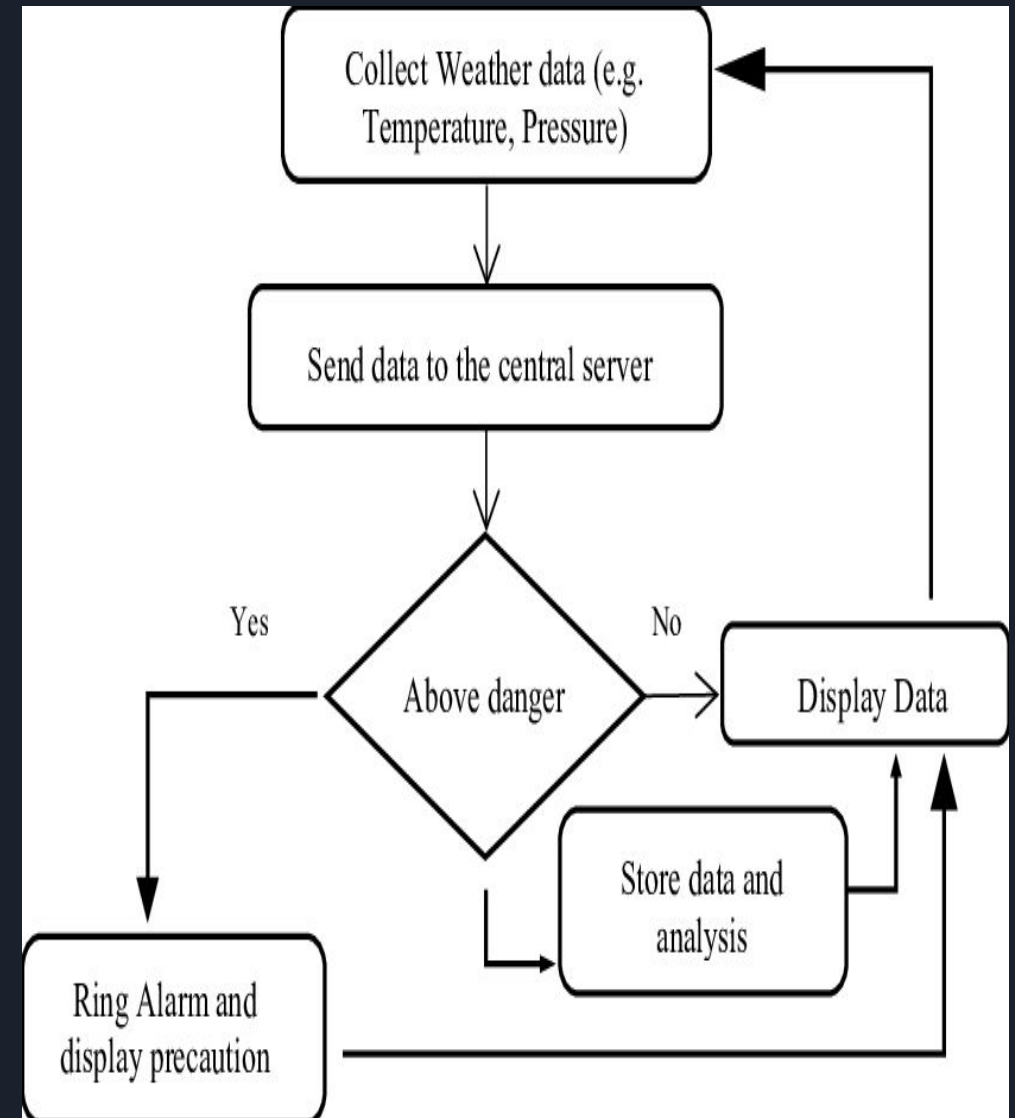 Collect Weather data (e.g.
Temperature, Pressure)
Send data to the central server
Yes
No
Above danger
Display Data
Store data and
analysis
Ring Alarm and
display precaution